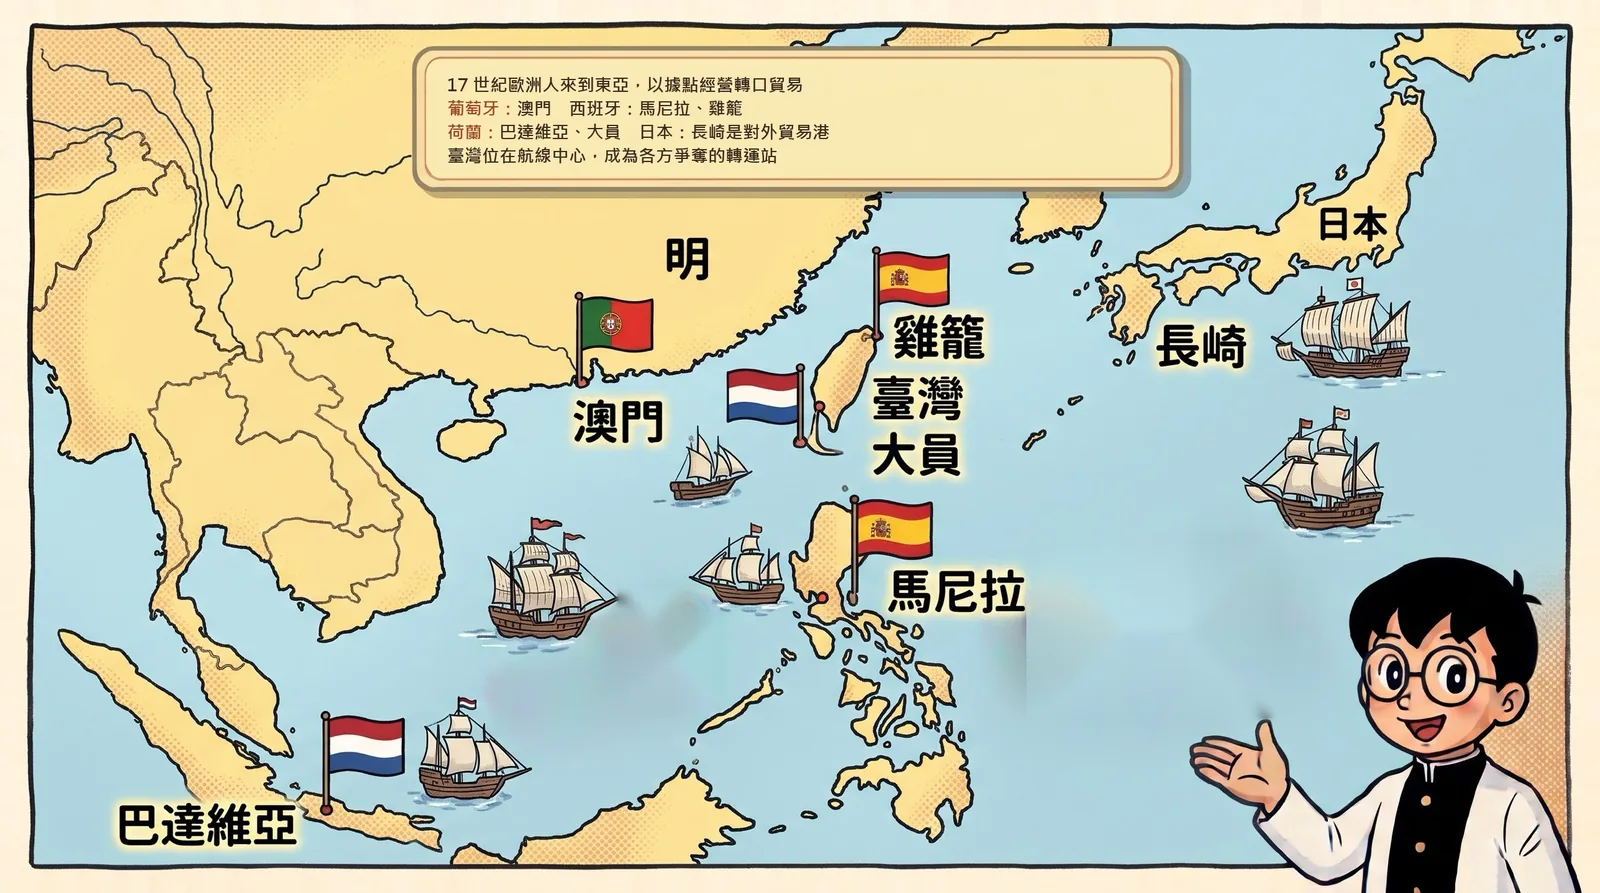 17 世紀歐洲人來到東亞，以據點經營轉口貿易
葡萄牙：澳門　西班牙：馬尼拉、雞籠
荷蘭：巴達維亞、大員　日本：長崎是對外貿易港
臺灣位在航線中心，成為各方爭奪的轉運站
日本
明
雞籠
長崎
臺灣
澳門
大員
馬尼拉
巴達維亞